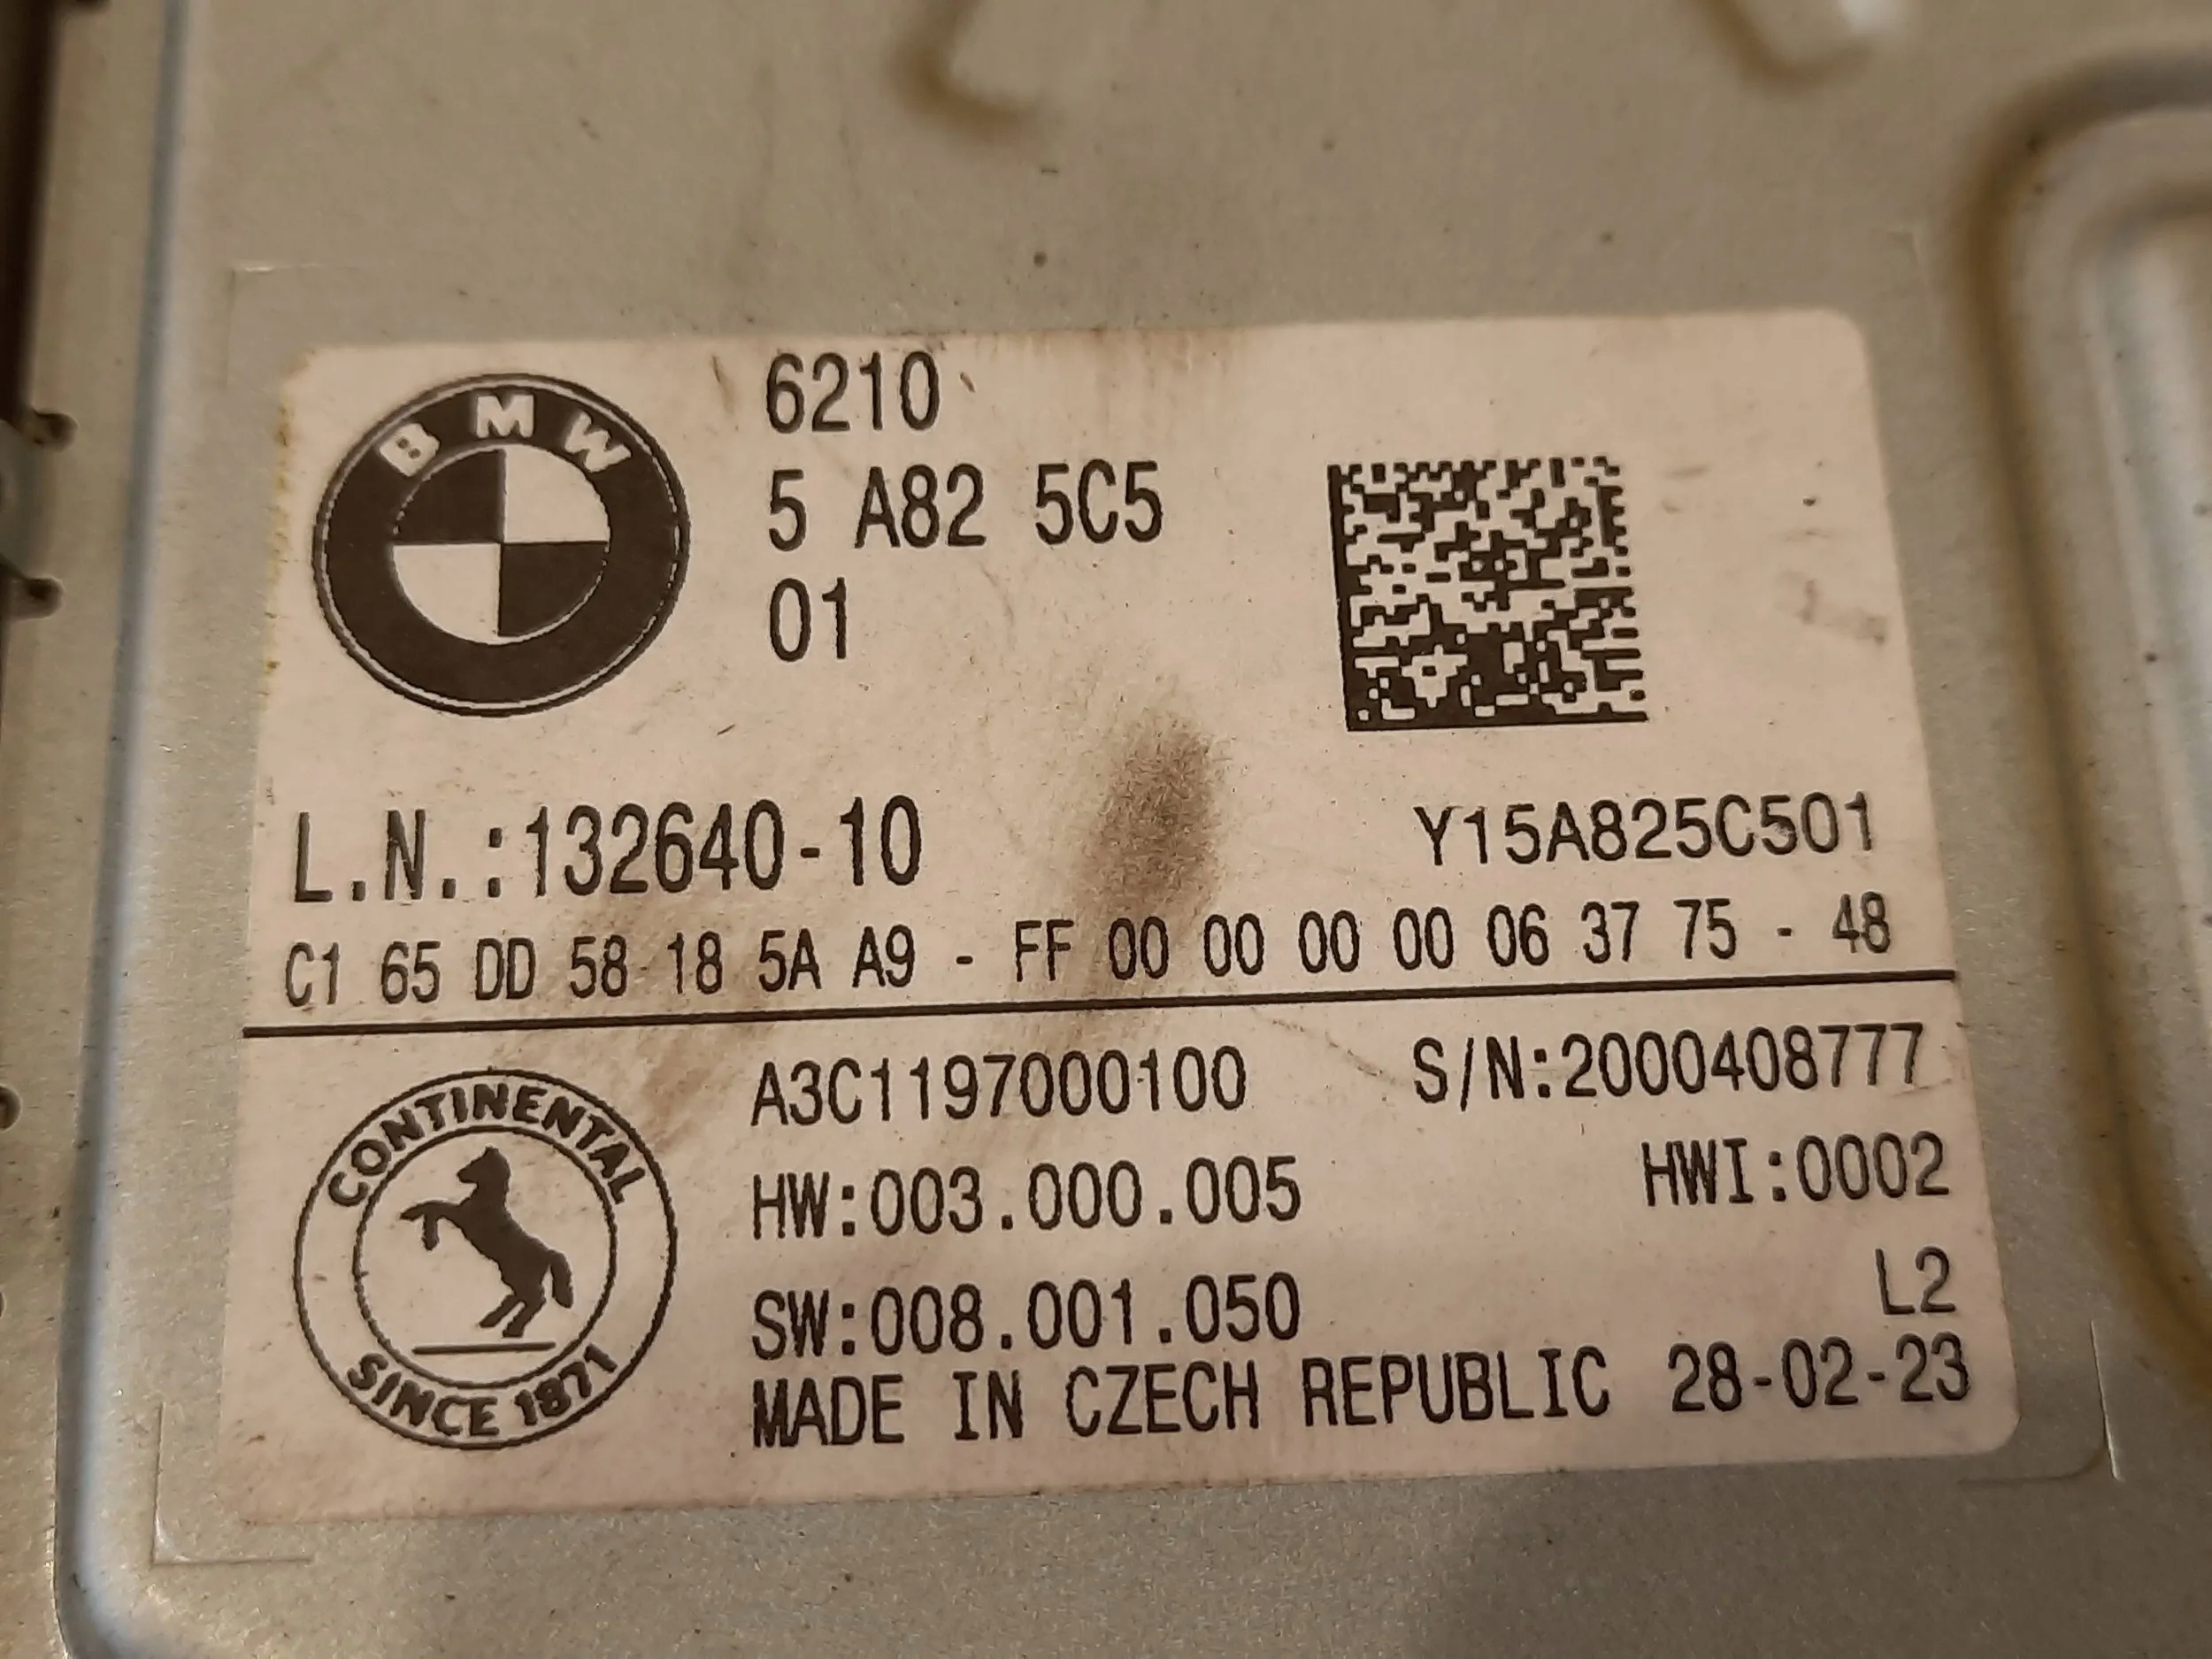 BMW
6210
5 A82 5C5
01
L.N.:132640-10
Y15A825C501
C1 65 DD 58 18 5A A9 - FF 00 00 00 00 06 37 75 - 48
CONTINENTAL
SINCE 1871
A3C1197000100
S/N:2000408777
HW:003.000.005
HWI:0002
SW:008.001.050
L2
MADE IN CZECH REPUBLIC 28-02-23